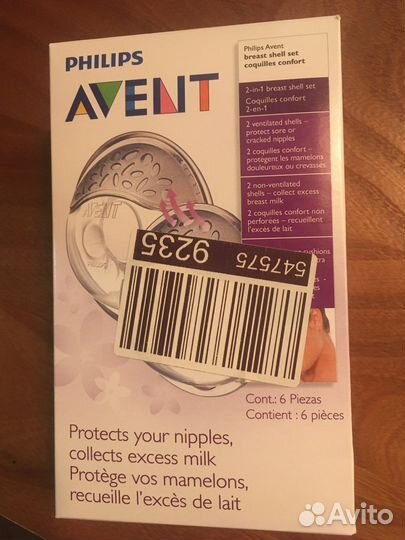 PHILIPS
AVENT
Philips Avent
breast shell set
coquilles confort
2-in-1 breast shell set
Coquilles confort
2-en-1
2 ventilated shells –
protect sore or
cracked nipples
2 coquilles confort –
protègent les mamelons
douloureux ou crevassés
2 non-ventilated
shells – collect excess
breast milk
2 coquilles confort non
perforées – recueillent
l'excès de lait
cushions
AVENT
547575
9235
Cont.: 6 Piezas
Contient : 6 pièces
Protects your nipples,
collects excess milk
Protège vos mamelons,
recueille l'excès de lait
Avito